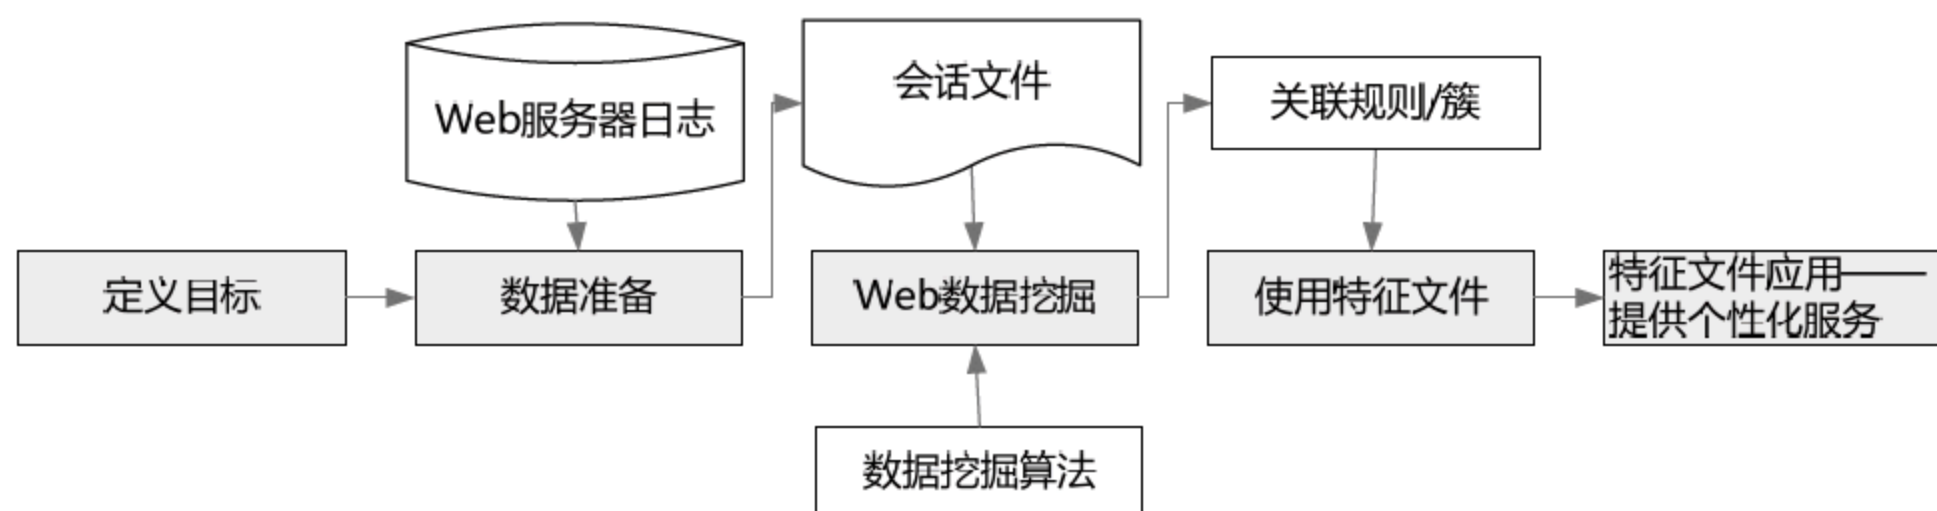 Web服务器日志
会话文件
关联规则/簇
定义目标
数据准备
Web数据挖掘
使用特征文件
特征文件应用——
提供个性化服务
数据挖掘算法